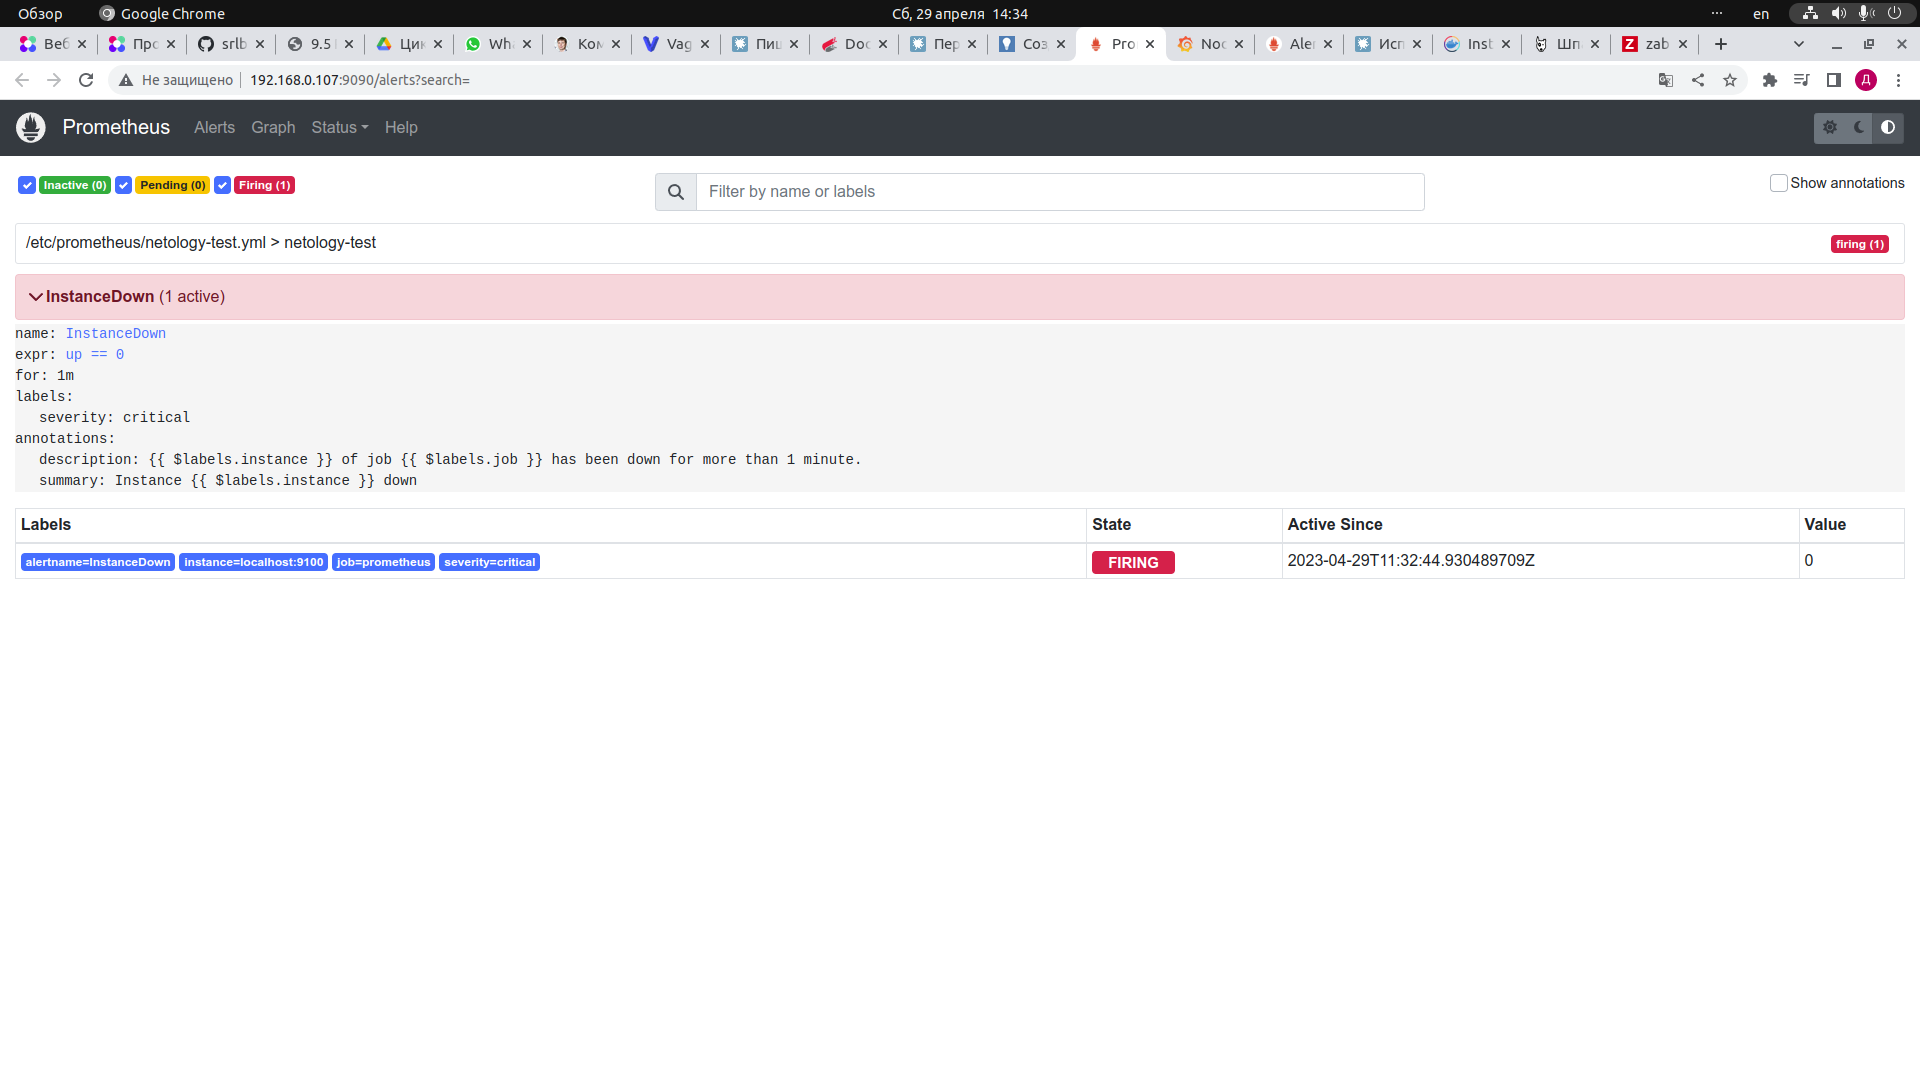 Обзор Google Chrome Сб, 29 апреля 14:34 en
Веб Прo srlb 9.5 Цик Wha Ком Vag Пиш Doc Пер Соз Pro Noc Aler Исп Inst Шп zab
Не защищено 192.168.0.107:9090/alerts?search= Д
Prometheus Alerts Graph Status Help
Inactive (0) Pending (0) Firing (1) Filter by name or labels Show annotations
/etc/prometheus/netology-test.yml > netology-test firing (1)
InstanceDown (1 active)
name: InstanceDown
expr: up == 0
for: 1m
labels:
severity: critical
annotations:
description: {{ $labels.instance }} of job {{ $labels.job }} has been down for more than 1 minute.
summary: Instance {{ $labels.instance }} down
Labels State Active Since Value
alertname=InstanceDown instance=localhost:9100 job=prometheus severity=critical FIRING 2023-04-29T11:32:44.930489709Z 0